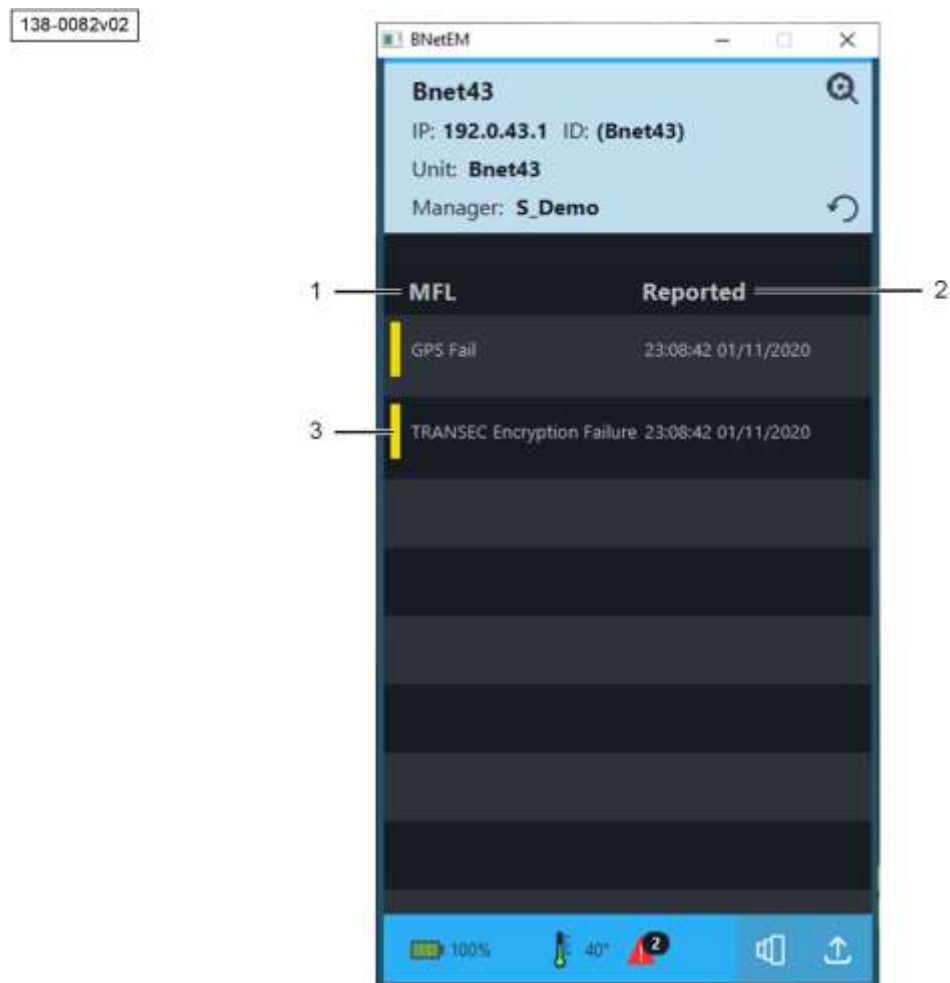 138-0082v02
BNetEM
Bnet43
IP: 192.0.43.1 ID: (Bnet43)
Unit: Bnet43
Manager: S_Demo
1 MFL Reported 2
GPS Fail 23:08:42 01/11/2020
3 TRANSEC Encryption Failure 23:08:42 01/11/2020
100% 40° 2